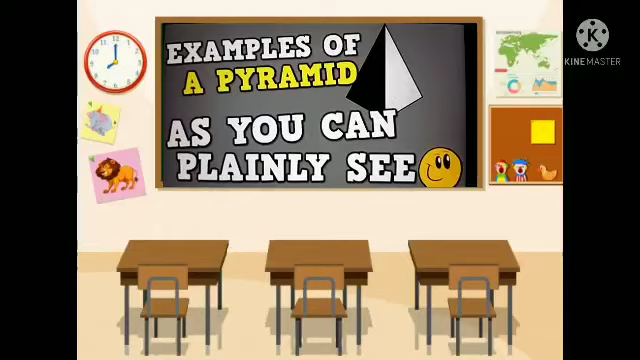 EXAMPLES OF
A PYRAMID
AS YOU CAN
PLAINLY SEE
K
KINEMASTER